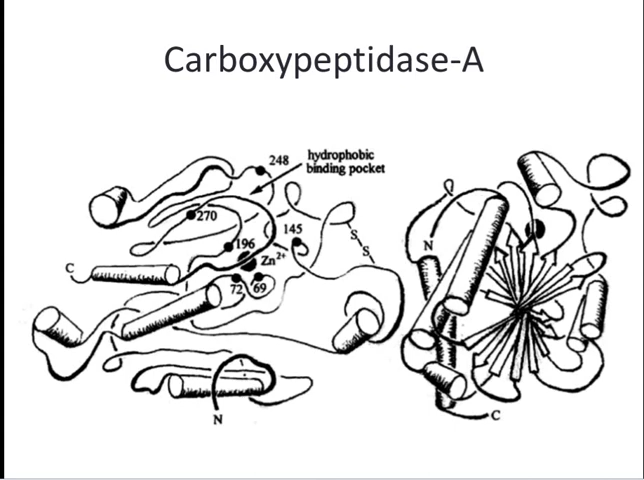 Carboxypeptidase-A
248
hydrophobic
binding pocket
270
145
196
Zn²⁺
S
S
C
72
69
N
N
C